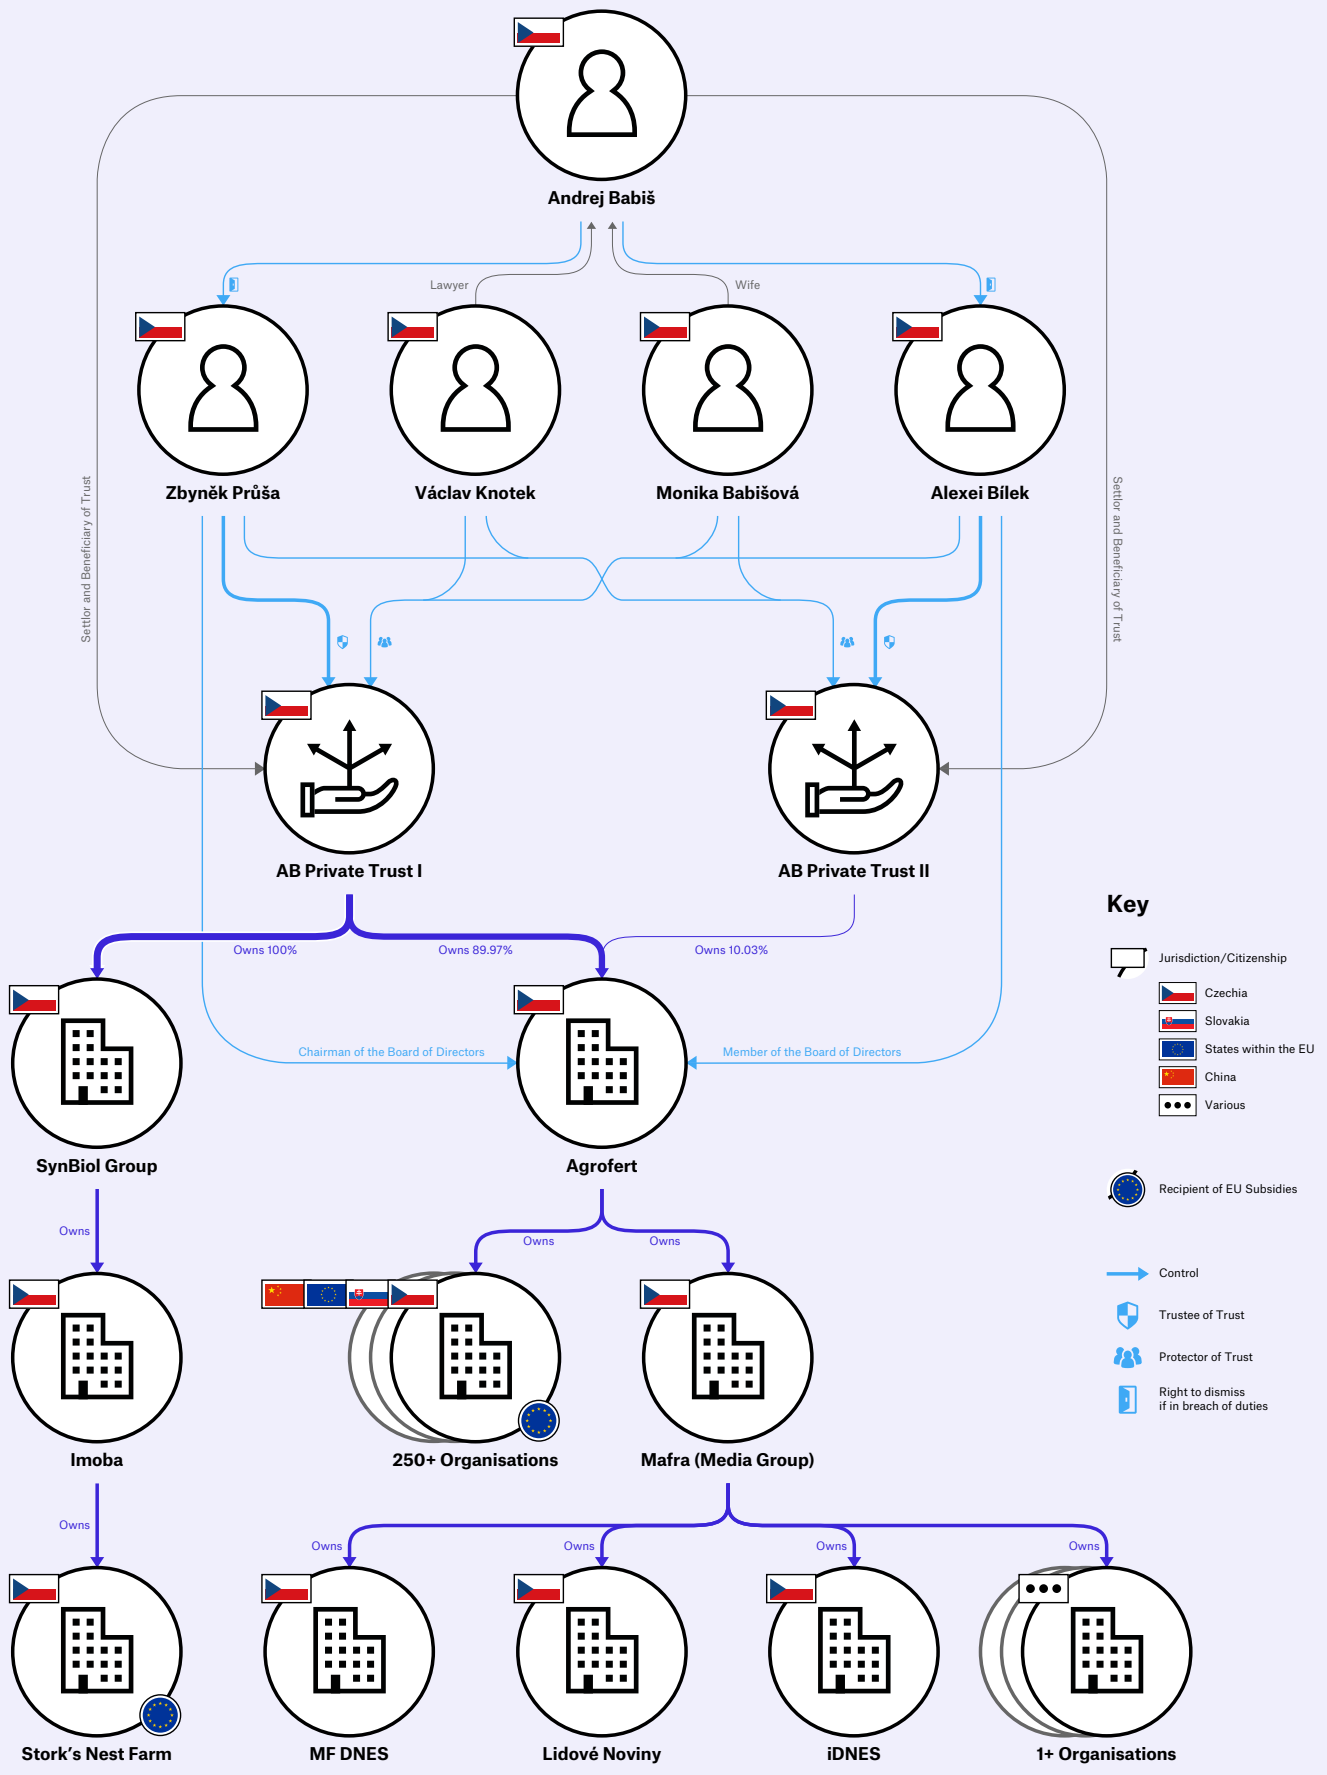 Andrej Babiš
Lawyer
Wife
Zbyněk Průša
Václav Knotek
Monika Babišová
Alexei Bílek
Settlor and Beneficiary of Trust
Settlor and Beneficiary of Trust
AB Private Trust I
AB Private Trust II
Key
Owns 100%
Owns 89.97%
Owns 10.03%
Jurisdiction/Citizenship
Czechia
Slovakia
States within the EU
China
Various
Chairman of the Board of Directors
Member of the Board of Directors
SynBiol Group
Agrofert
Recipient of EU Subsidies
Owns
Owns
Owns
Control
Trustee of Trust
Protector of Trust
Right to dismiss
if in breach of duties
Imoba
250+ Organisations
Mafra (Media Group)
Owns
Owns
Owns
Owns
Owns
Stork's Nest Farm
MF DNES
Lidové Noviny
iDNES
1+ Organisations